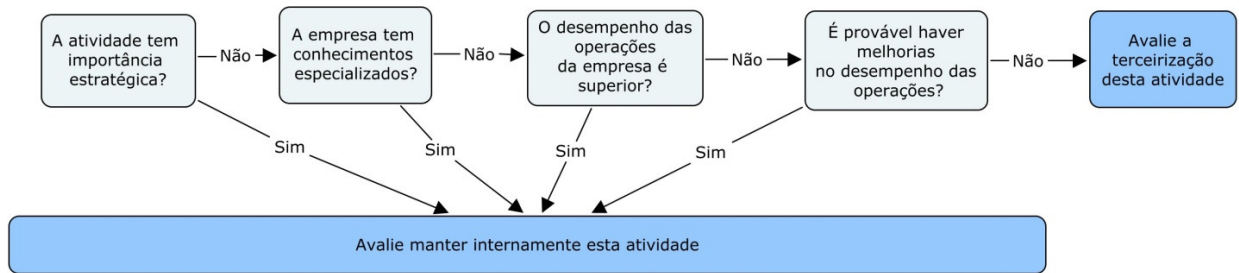 A atividade tem
importância
estratégica?
Não
A empresa tem
conhecimentos
especializados?
Não
O desempenho das
operações
da empresa é
superior?
Não
É provável haver
melhorias
no desempenho das
operações?
Não
Avalie a
terceirização
desta atividade
Sim
Sim
Sim
Sim
Avalie manter internamente esta atividade